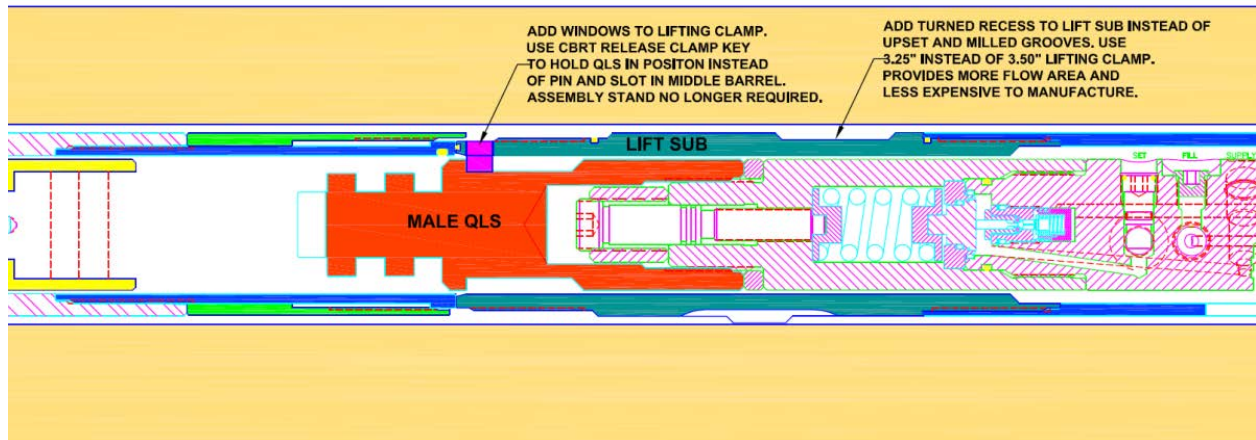 ADD WINDOWS TO LIFTING CLAMP.
USE CBRT RELEASE CLAMP KEY
TO HOLD QLS IN POSITON INSTEAD
OF PIN AND SLOT IN MIDDLE BARREL.
ASSEMBLY STAND NO LONGER REQUIRED.
ADD TURNED RECESS TO LIFT SUB INSTEAD OF
UPSET AND MILLED GROOVES. USE
3.25" INSTEAD OF 3.50" LIFTING CLAMP.
PROVIDES MORE FLOW AREA AND
LESS EXPENSIVE TO MANUFACTURE.
LIFT SUB
SET
FILL
SUPPLY
MALE QLS